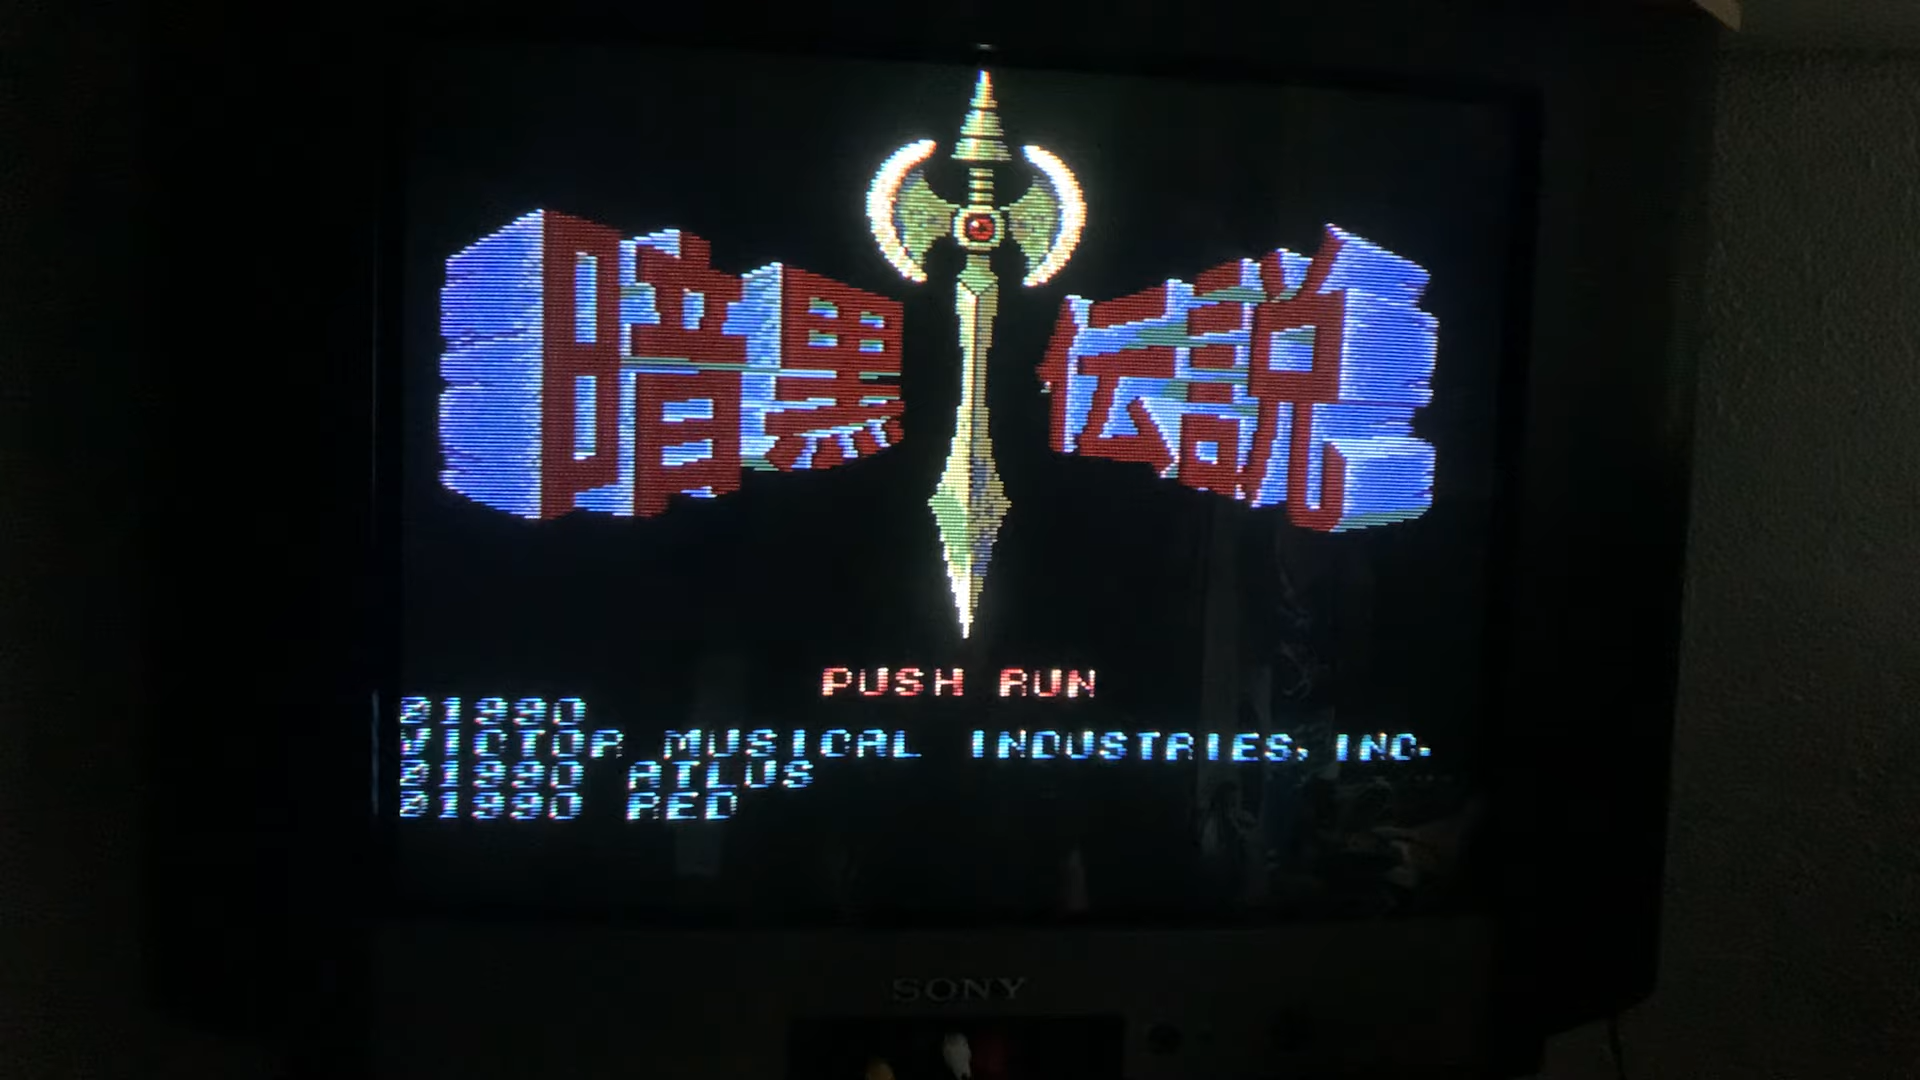 暗黒伝説
PUSH RUN
©1990
VICTOR MUSICAL INDUSTRIES, INC.
©1990 ATLUS
©1990 RED
SONY